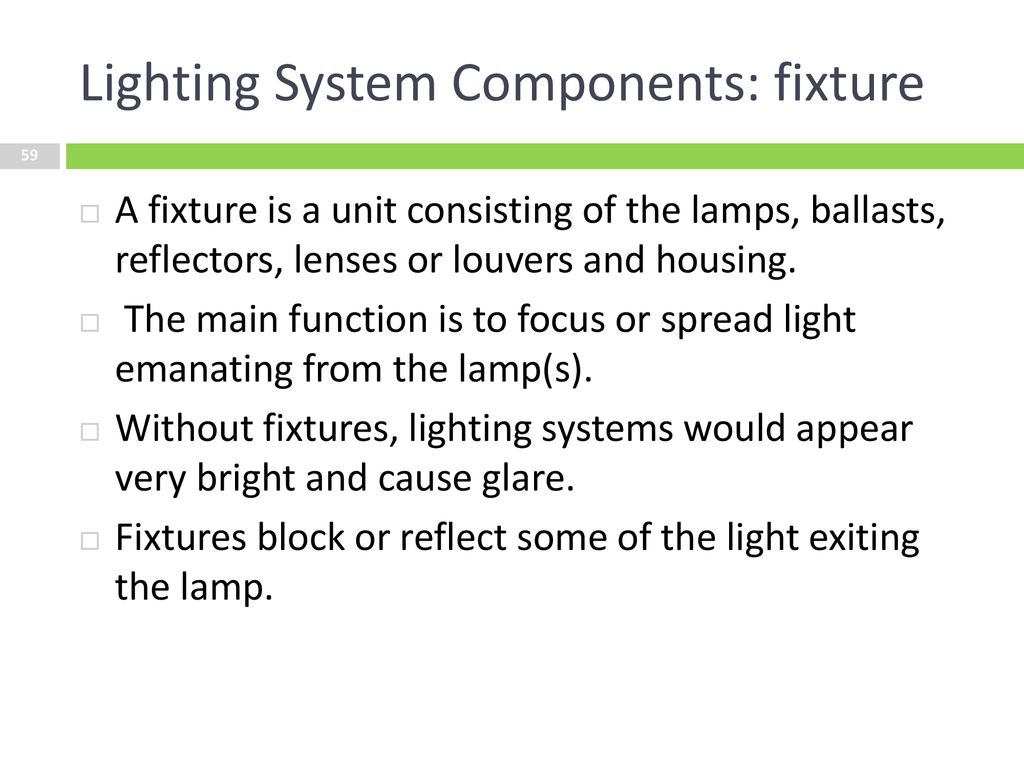 Lighting System Components: fixture
59
A fixture is a unit consisting of the lamps, ballasts,
reflectors, lenses or louvers and housing.
The main function is to focus or spread light
emanating from the lamp(s).
Without fixtures, lighting systems would appear
very bright and cause glare.
Fixtures block or reflect some of the light exiting
the lamp.